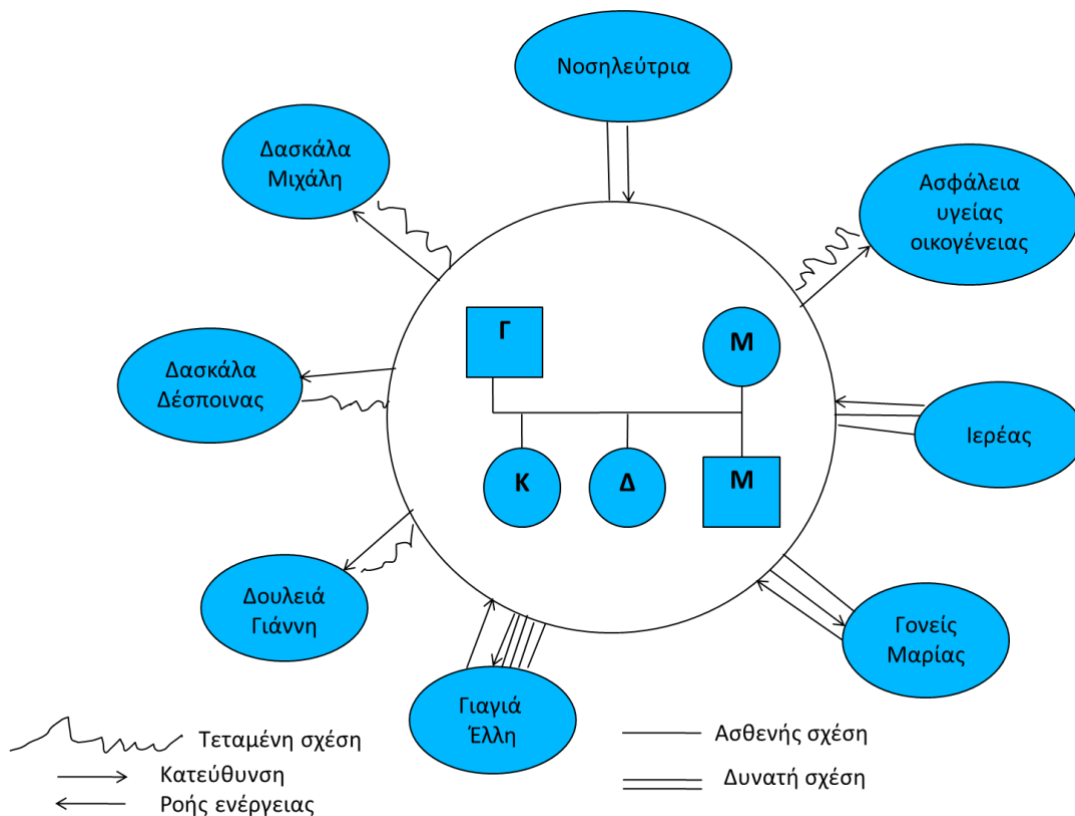 Νοσηλεύτρια
Δασκάλα
Μιχάλη
Ασφάλεια
υγείας
οικογένειας
Γ
Μ
Δασκάλα
Δέσποινας
Ιερέας
Κ
Δ
Μ
Δουλειά
Γιάννη
Γονείς
Μαρίας
Γιαγιά
Έλλη
Τεταμένη σχέση
Κατεύθυνση
Ροής ενέργειας
Ασθενής σχέση
Δυνατή σχέση